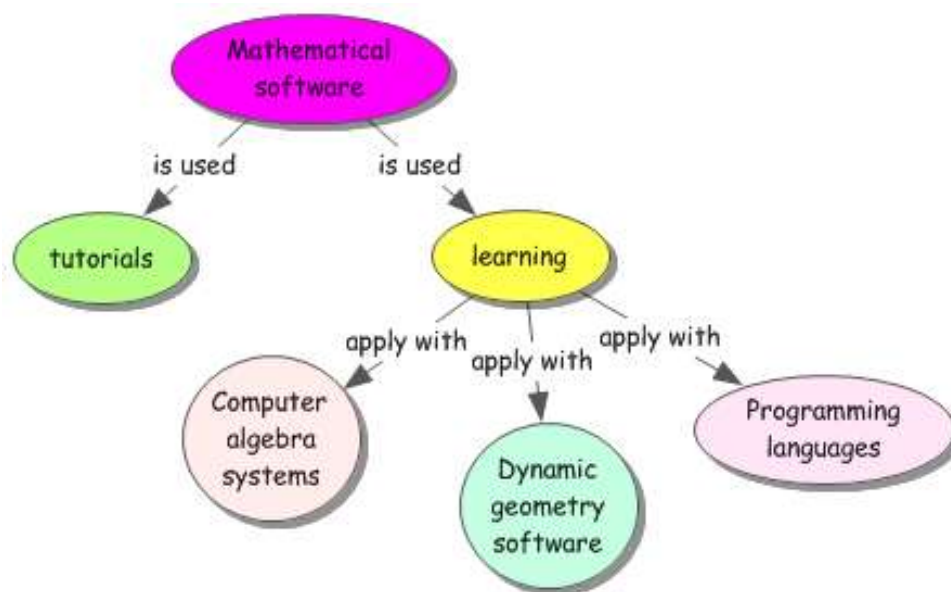 Mathematical
software
is used
is used
tutorials
learning
apply with
apply with
apply with
Computer
algebra
systems
Dynamic
geometry
software
Programming
languages